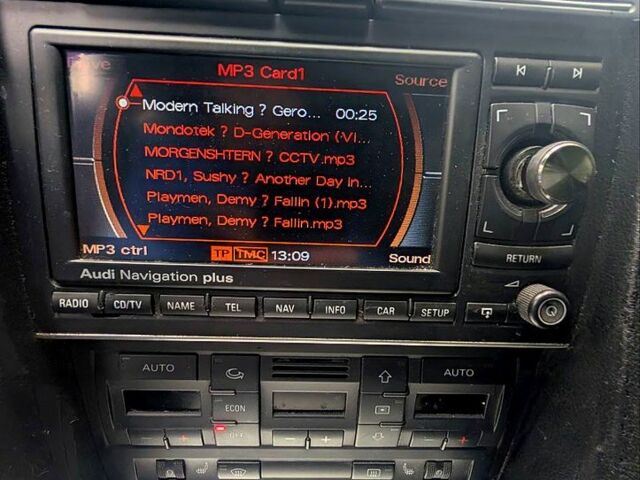 MP3 Card1
Source
Modern Talking ? Gero... 00:25
Mondotek ? D-Generation (VI...
MORGENSHTERN ? CCTV.mp3
NRD1, Sushy ? Another Day in...
Playmen, Demy ? Fallin (1).mp3
Playmen, Demy ? Fallin.mp3
MP3 ctrl TP TMC 13:09 Sound
Audi Navigation plus
RETURN
RADIO CD/TV NAME TEL NAV INFO CAR SETUP
AUTO AUTO
ECON
OFF